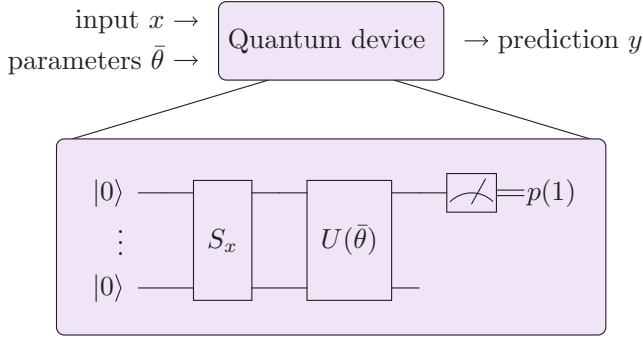 input x →
parameters θ̄ →
Quantum device
→ prediction y
|0⟩
⋮
|0⟩
S_x
U(θ̄)
p(1)